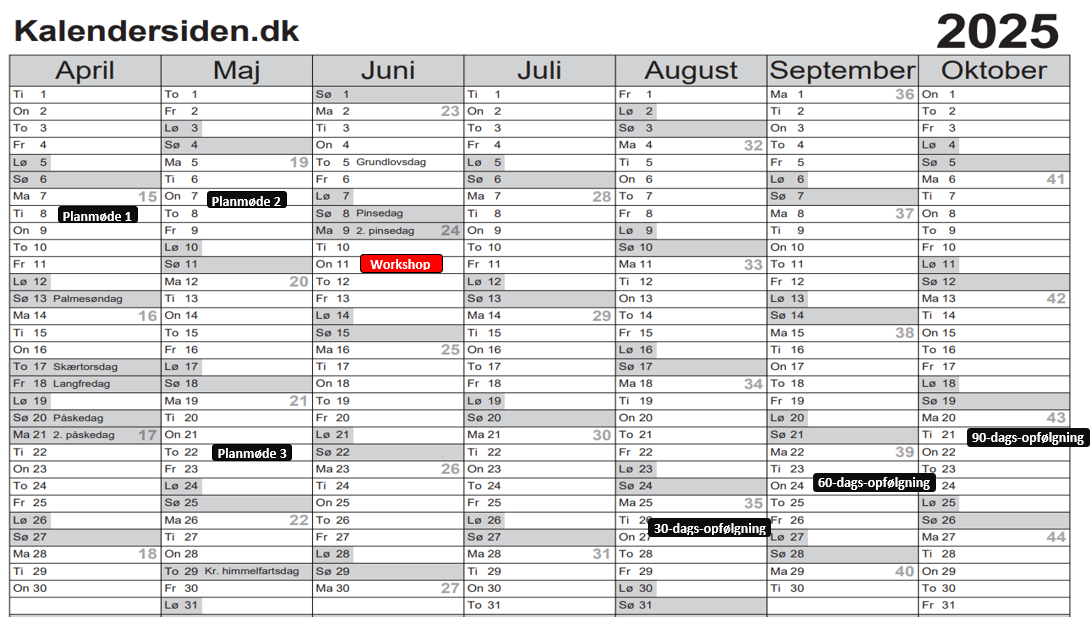 Kalendersiden.dk 2025
April Maj Juni Juli August September Oktober
Ti 1 To 1 Sø 1 Ti 1 Fr 1 Ma 1 36 On 1
On 2 Fr 2 Ma 2 23 On 2 Lø 2 Ti 2 To 2
To 3 Lø 3 Ti 3 To 3 Sø 3 On 3 Fr 3
Fr 4 Sø 4 On 4 Fr 4 Ma 4 32 To 4 Lø 4
Lø 5 Ma 5 19 To 5 Grundlovsdag Lø 5 Ti 5 Fr 5 Sø 5
Sø 6 Ti 6 Fr 6 Sø 6 On 6 Lø 6 Ma 6 41
Ma 7 15 On 7 Planmøde 2 Lø 7 Ma 7 28 To 7 Sø 7 Ti 7
Ti 8 Planmøde 1 To 8 Sø 8 Pinsedag Ti 8 Fr 8 Ma 8 37 On 8
On 9 Fr 9 Ma 9 2. pinsedag 24 On 9 Lø 9 Ti 9 To 9
To 10 Lø 10 Ti 10 To 10 Sø 10 On 10 Fr 10
Fr 11 Sø 11 On 11 Workshop Fr 11 Ma 11 33 To 11 Lø 11
Lø 12 Ma 12 20 To 12 Lø 12 Ti 12 Fr 12 Sø 12
Sø 13 Palmesøndag Ti 13 Fr 13 Sø 13 On 13 Lø 13 Ma 13 42
Ma 14 16 On 14 Lø 14 Ma 14 29 To 14 Sø 14 Ti 14
Ti 15 To 15 Sø 15 Ti 15 Fr 15 Ma 15 38 On 15
On 16 Fr 16 Ma 16 25 On 16 Lø 16 Ti 16 To 16
To 17 Skærtorsdag Lø 17 Ti 17 To 17 Sø 17 On 17 Fr 17
Fr 18 Langfredag Sø 18 On 18 Fr 18 Ma 18 34 To 18 Lø 18
Lø 19 Ma 19 21 To 19 Lø 19 Ti 19 Fr 19 Sø 19
Sø 20 Påskedag Ti 20 Fr 20 Sø 20 On 20 Lø 20 Ma 20 43
Ma 21 2. påskedag 17 On 21 Lø 21 Ma 21 30 To 21 Sø 21 Ti 21 90-dags-opfølgning
Ti 22 To 22 Planmøde 3 Sø 22 Ti 22 Fr 22 Ma 22 39 On 22
On 23 Fr 23 Ma 23 26 On 23 Lø 23 Ti 23 To 23
To 24 Lø 24 Ti 24 To 24 Sø 24 On 24 60-dags-opfølgning Fr 24
Fr 25 Sø 25 On 25 Fr 25 Ma 25 35 To 25 Lø 25
Lø 26 Ma 26 22 To 26 Lø 26 Ti 26 30-dags-opfølgning Fr 26 Sø 26
Sø 27 Ti 27 Fr 27 Sø 27 On 27 Lø 27 Ma 27 44
Ma 28 18 On 28 Lø 28 Ma 28 31 To 28 Sø 28 Ti 28
Ti 29 To 29 Kr. himmelfartsdag Sø 29 Ti 29 Fr 29 Ma 29 40 On 29
On 30 Fr 30 Ma 30 27 On 30 Lø 30 Ti 30 To 30
Lø 31 To 31 Sø 31 Fr 31